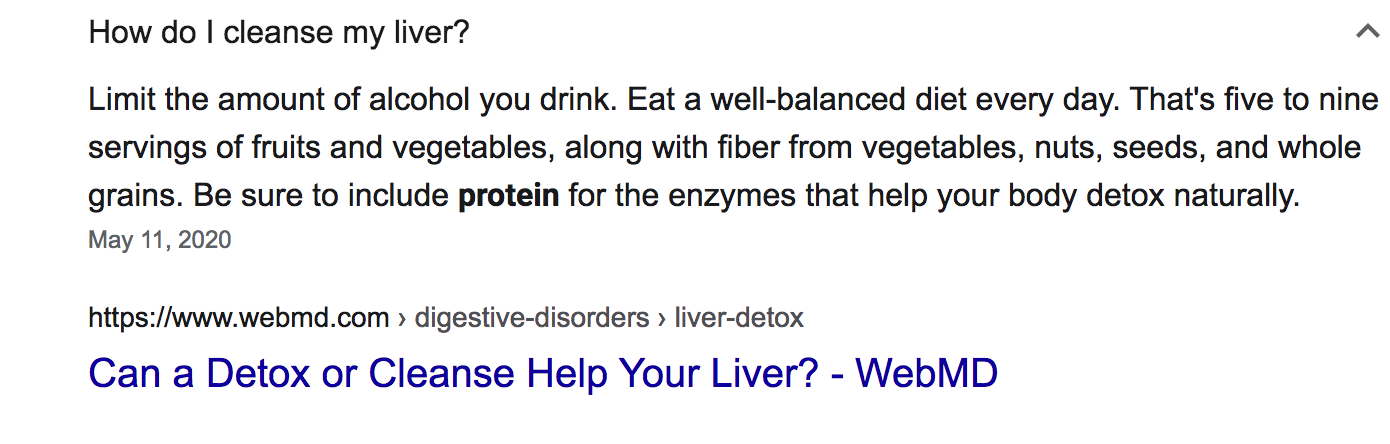 How do I cleanse my liver?
Limit the amount of alcohol you drink. Eat a well-balanced diet every day. That's five to nine
servings of fruits and vegetables, along with fiber from vegetables, nuts, seeds, and whole
grains. Be sure to include protein for the enzymes that help your body detox naturally.
May 11, 2020
https://www.webmd.com › digestive-disorders › liver-detox
Can a Detox or Cleanse Help Your Liver? - WebMD